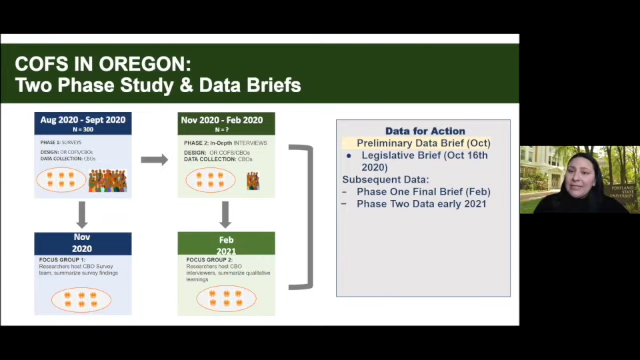 COFS IN OREGON:
Two Phase Study & Data Briefs
Aug 2020 - Sept 2020
N = 300
PHASE 1: SURVEYS
DESIGN: OR COFS/CBOs
DATA COLLECTION: CBOs
Nov 2020 - Feb 2020
N = ?
PHASE 2: In-Depth INTERVIEWS
DESIGN: OR COFS/CBOs
DATA COLLECTION: CBOs
Nov
2020
FOCUS GROUP 1:
Researchers host CBO Survey
team, summarize survey findings
Feb
2021
FOCUS GROUP 2:
Researchers host CBO
interviewers, summarize qualitative
learnings
Data for Action
Preliminary Data Brief (Oct)
● Legislative Brief (Oct 16th
2020)
Subsequent Data:
- Phase One Final Brief (Feb)
- Phase Two Data early 2021
PORTLAND
STATE
UNIVERSITY